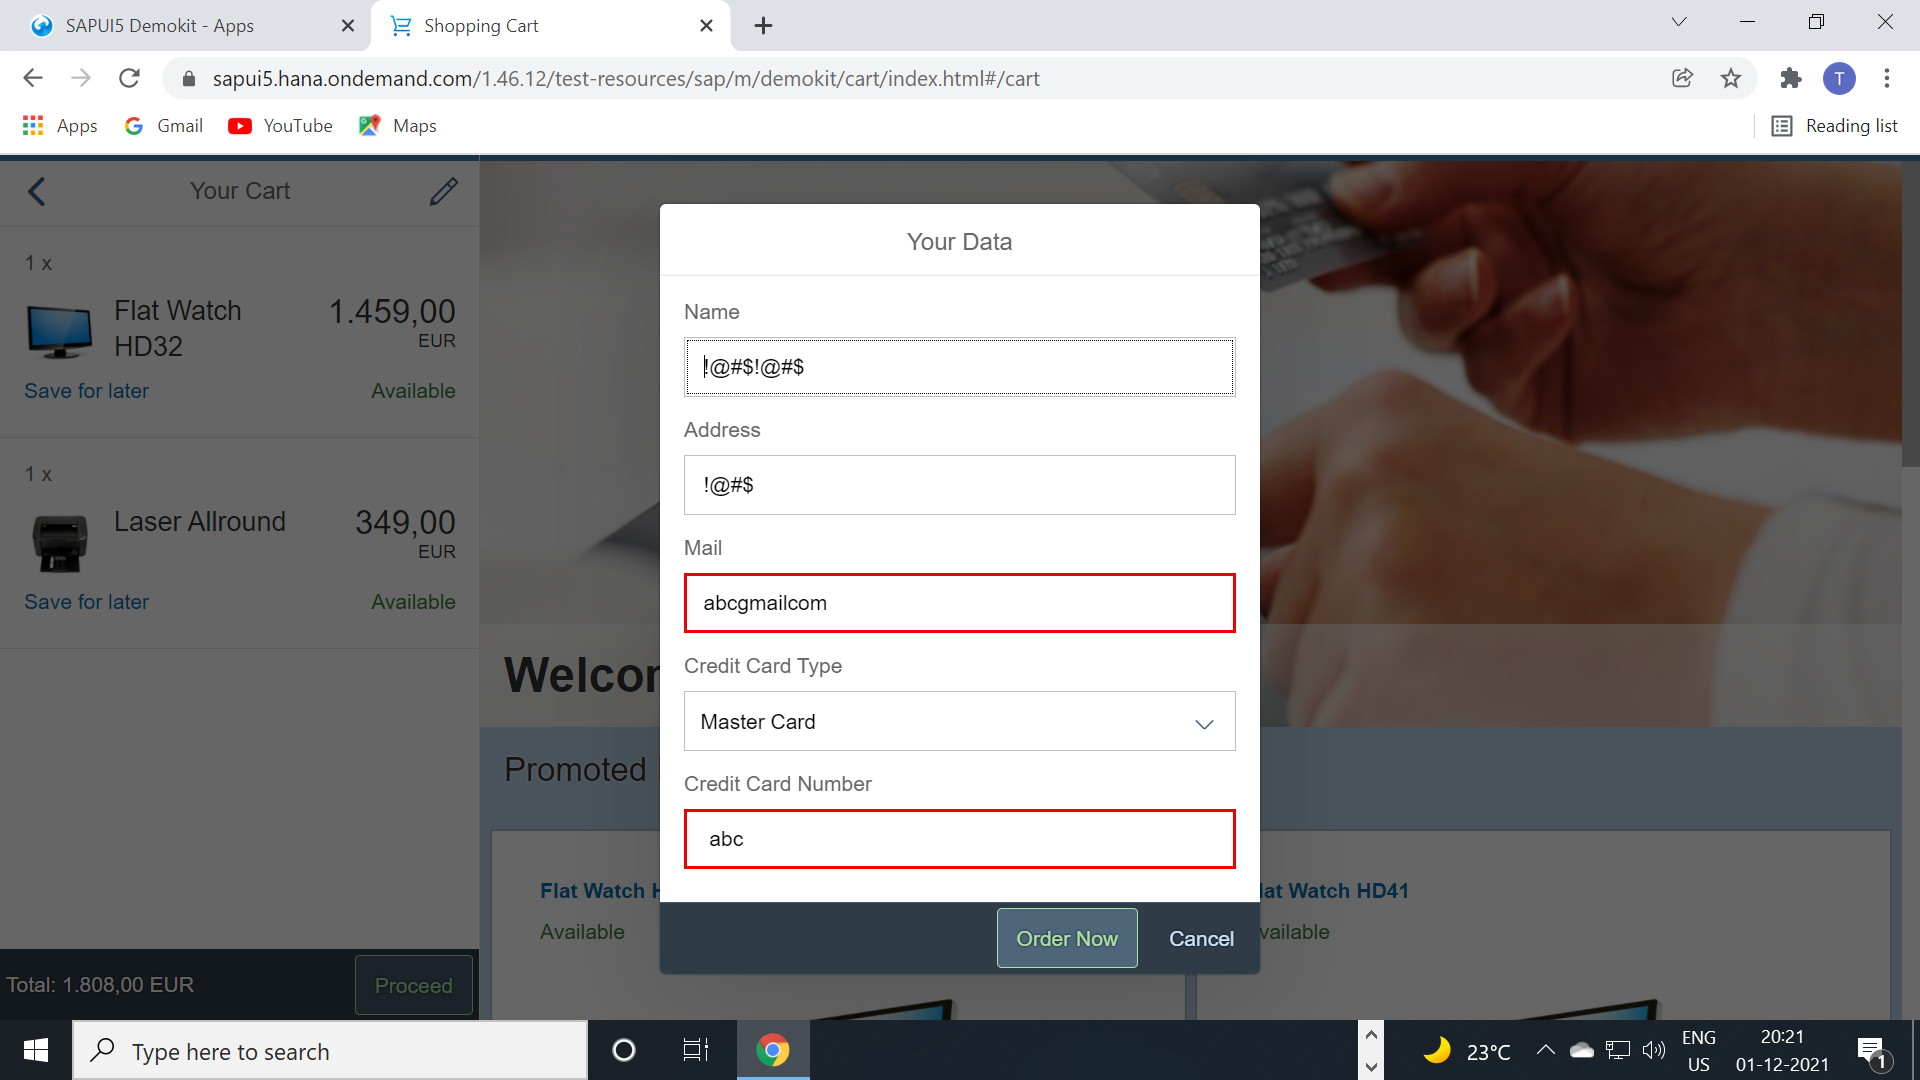 SAPUI5 Demokit - Apps
Shopping Cart
sapui5.hana.ondemand.com/1.46.12/test-resources/sap/m/demokit/cart/index.html#/cart
T
Apps
Gmail
YouTube
Maps
Reading list
Your Cart
1 x
Flat Watch
HD32
1.459,00
EUR
Save for later
Available
1 x
Laser Allround
349,00
EUR
Save for later
Available
Total: 1.808,00 EUR
Proceed
Your Data
Name
!@#$!@#$
Address
!@#$
Mail
abcgmailcom
Credit Card Type
Master Card
Credit Card Number
abc
Order Now
Cancel
Promoted
Flat Watch
Available
Watch HD41
Type here to search
23°C
ENG
US
20:21
01-12-2021
1